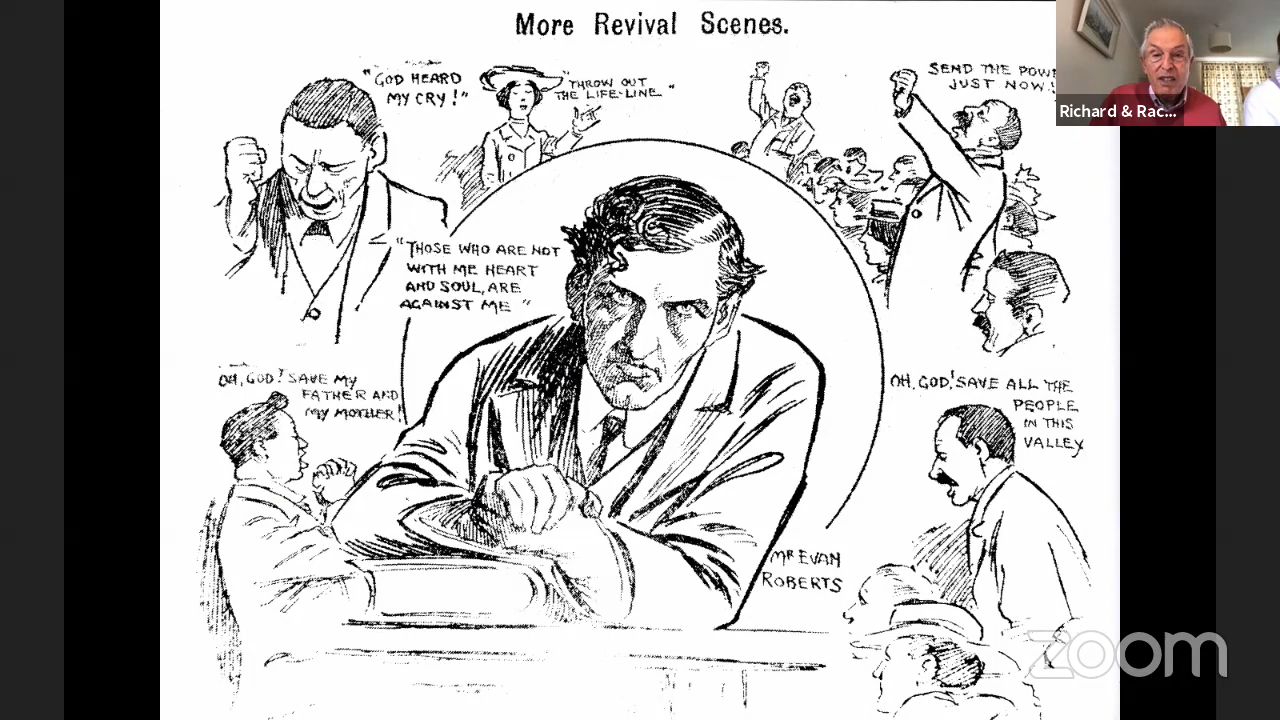 More Revival Scenes.
"GOD HEARD
MY CRY!"
"THROW OUT
THE LIFE-LINE"
SEND THE POW
JUST NOW!
Richard & Rac...
"THOSE WHO ARE NOT
WITH ME HEART
AND SOUL, ARE
AGAINST ME"
OH, GOD! SAVE MY
FATHER AND
MY MOTHER!
OH, GOD! SAVE ALL THE
PEOPLE
IN THIS
VALLEY
MR EVAN
ROBERTS
zoom